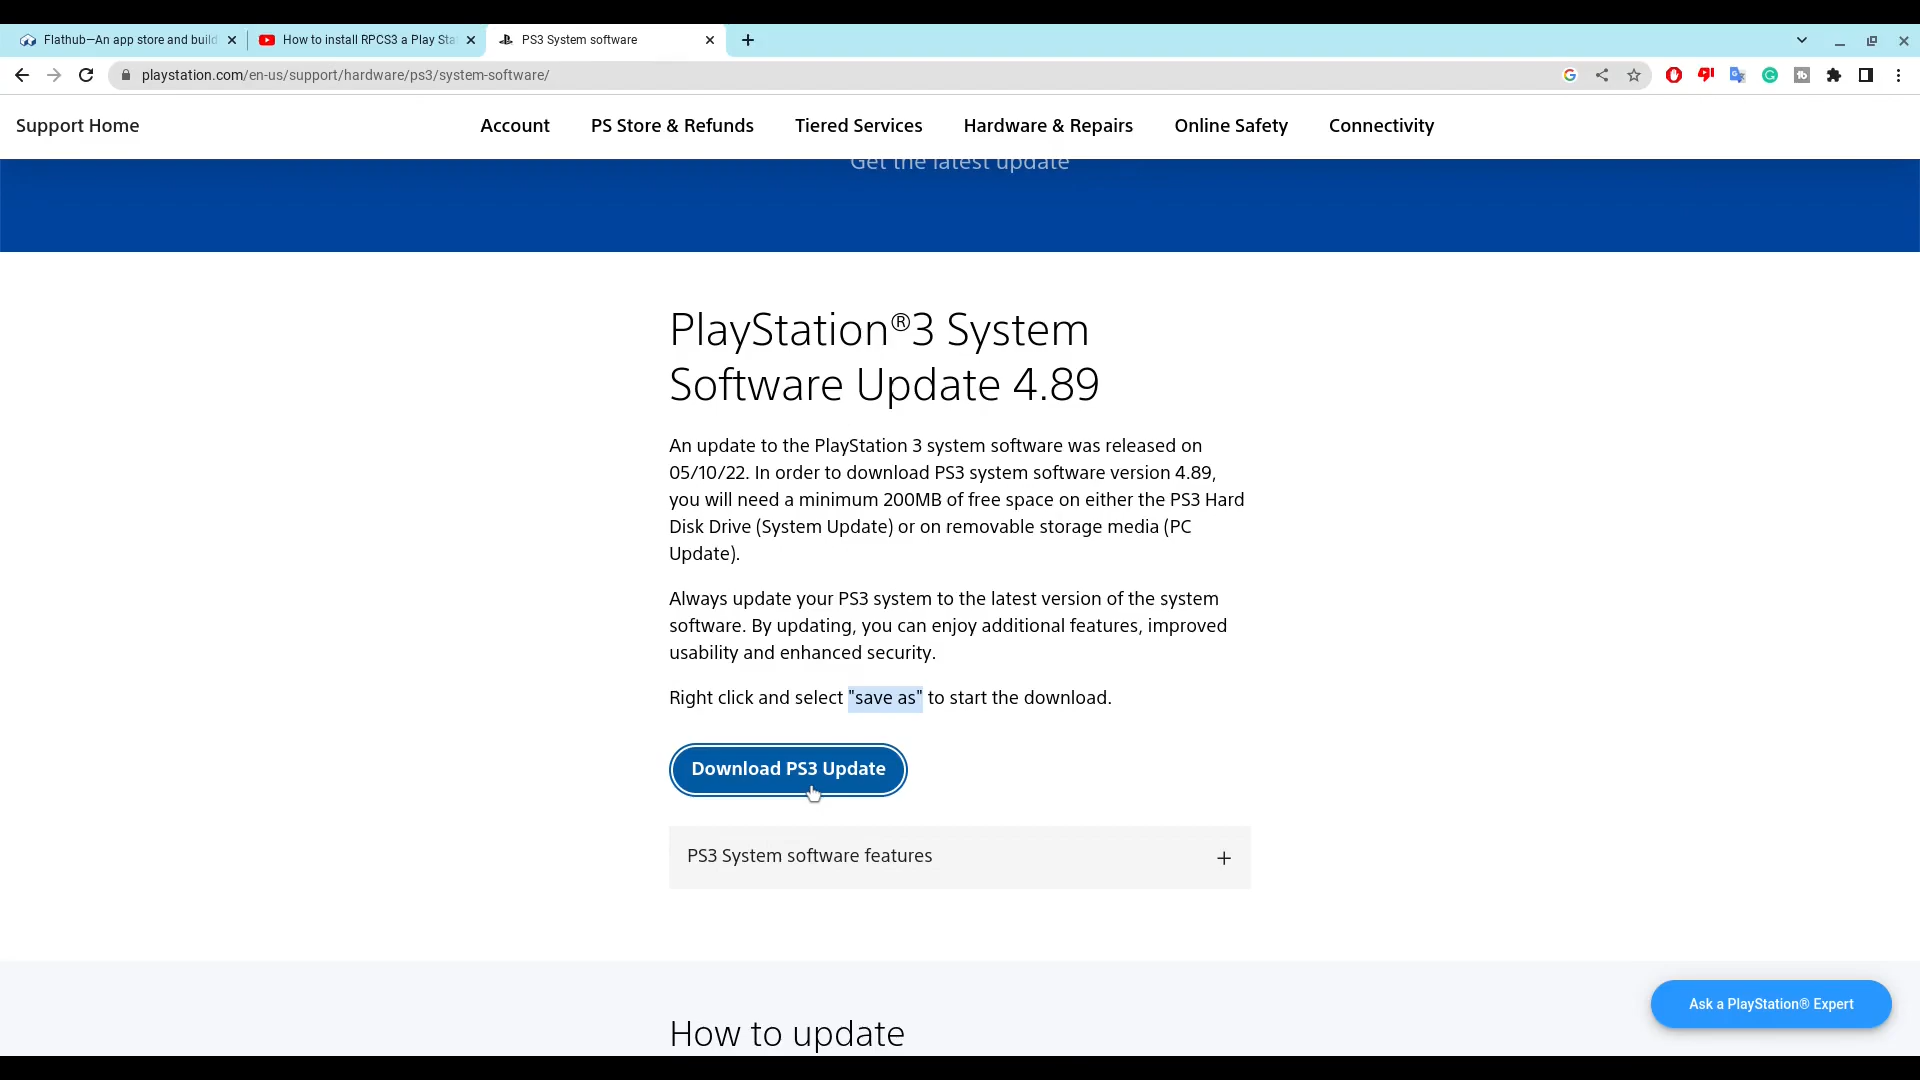 Flathub—An app store and build
How to install RPCS3 a Play Sta
PS3 System software
playstation.com/en-us/support/hardware/ps3/system-software/
Support Home
Account
PS Store & Refunds
Tiered Services
Hardware & Repairs
Online Safety
Connectivity
Get the latest update
PlayStation®3 System
Software Update 4.89
An update to the PlayStation 3 system software was released on
05/10/22. In order to download PS3 system software version 4.89,
you will need a minimum 200MB of free space on either the PS3 Hard
Disk Drive (System Update) or on removable storage media (PC
Update).
Always update your PS3 system to the latest version of the system
software. By updating, you can enjoy additional features, improved
usability and enhanced security.
Right click and select "save as" to start the download.
Download PS3 Update
PS3 System software features
How to update
Ask a PlayStation® Expert